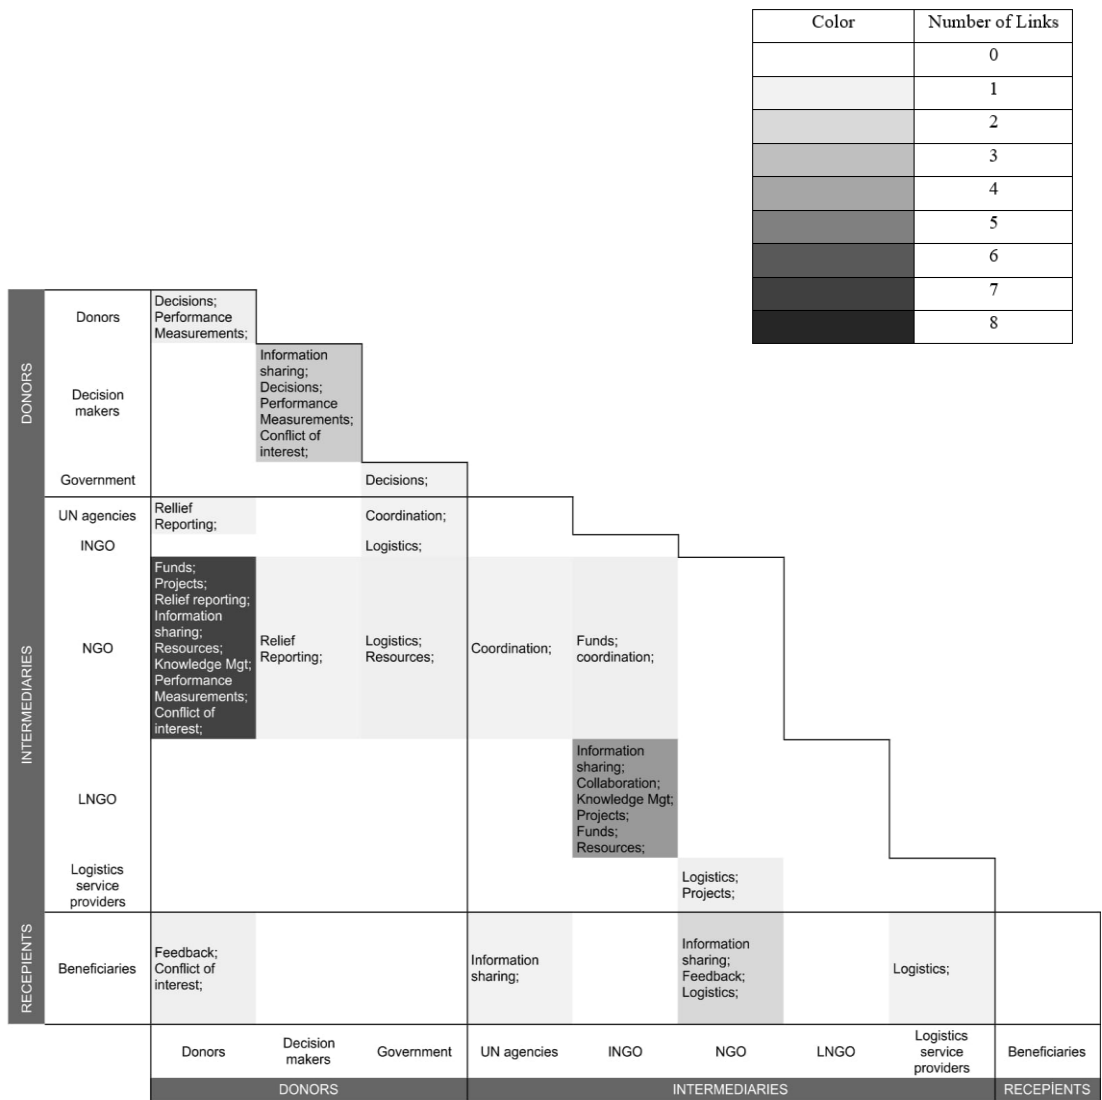 Color Number of Links
0
1
2
3
4
5
6
7
8
DONORS
Donors
Decisions;
Performance
Measurements;
Decision
makers
Information
sharing;
Decisions;
Performance
Measurements;
Conflict of
interest;
Government
Decisions;
INTERMEDIARIES
UN agencies
Rellief
Reporting;
Coordination;
INGO
Logistics;
NGO
Funds;
Projects;
Relief reporting;
Information
sharing;
Resources;
Knowledge Mgt;
Performance
Measurements;
Conflict of
interest;
Relief
Reporting;
Logistics;
Resources;
Coordination;
Funds;
coordination;
LNGO
Information
sharing;
Collaboration;
Knowledge Mgt;
Projects;
Funds;
Resources;
Logistics
service
providers
Logistics;
Projects;
RECEPIENTS
Beneficiaries
Feedback;
Conflict of
interest;
Information
sharing;
Information
sharing;
Feedback;
Logistics;
Logistics;
Donors
Decision
makers
Government
UN agencies
INGO
NGO
LNGO
Logistics
service
providers
Beneficiaries
DONORS
INTERMEDIARIES
RECEPİENTS